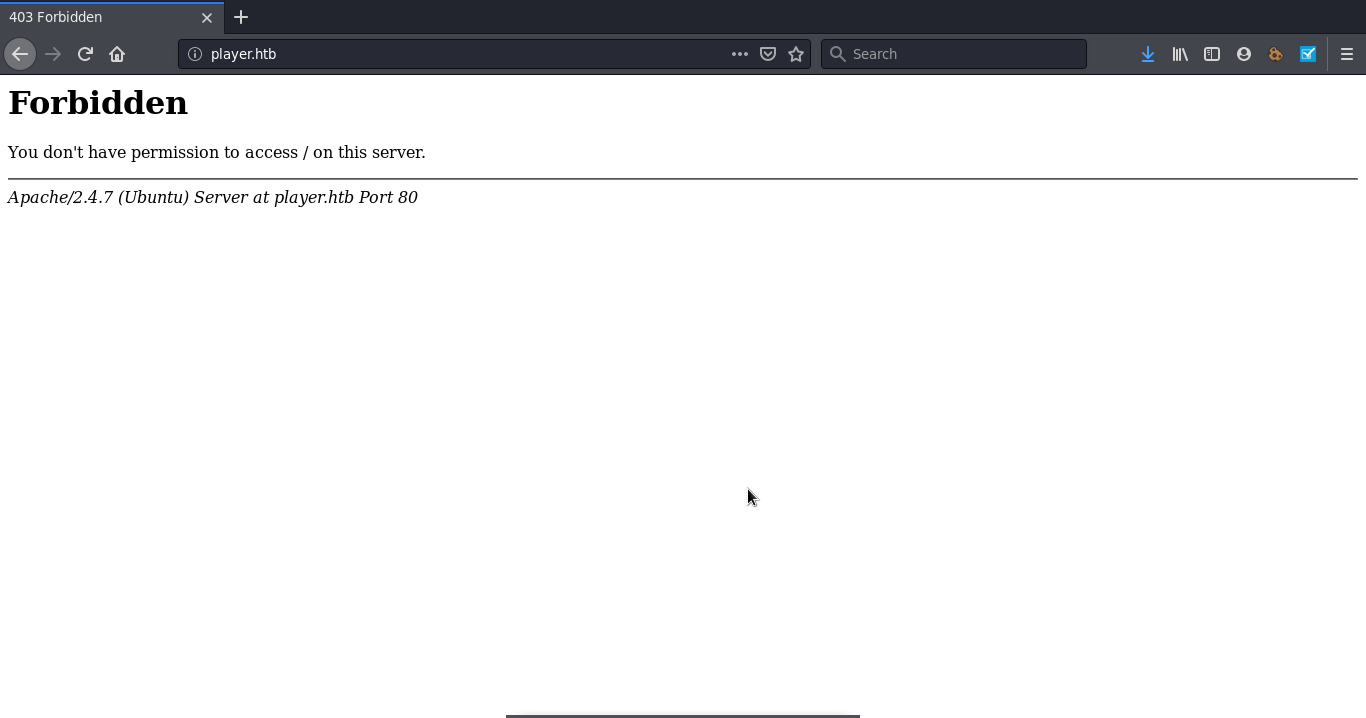 403 Forbidden
player.htb
Search
Forbidden
You don't have permission to access / on this server.
Apache/2.4.7 (Ubuntu) Server at player.htb Port 80